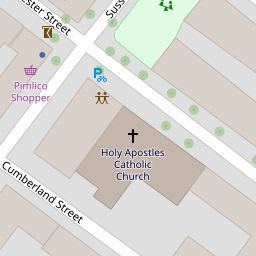 ester Street
Suss
Pimlico
Shopper
Holy Apostles
Catholic
Church
Cumberland Street